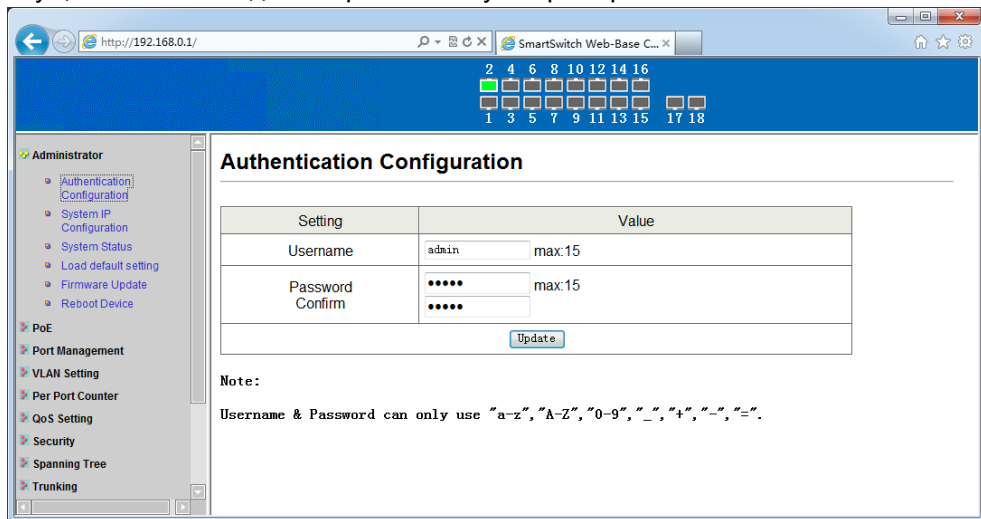 http://192.168.0.1/
SmartSwitch Web-Base C...
2 4 6 8 10 12 14 16
1 3 5 7 9 11 13 15 17 18
Administrator
Authentication
Configuration
System IP
Configuration
System Status
Load default setting
Firmware Update
Reboot Device
PoE
Port Management
VLAN Setting
Per Port Counter
QoS Setting
Security
Spanning Tree
Trunking
Authentication Configuration
Setting Value
Username admin max:15
Password ••••• max:15
Confirm •••••
Update
Note:
Username & Password can only use "a-z","A-Z","0-9","_","+","-","=".